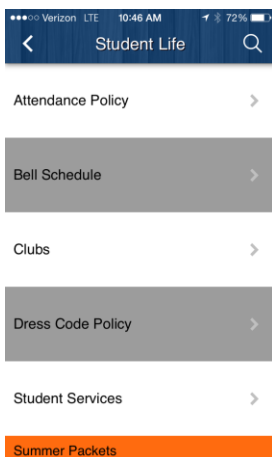 Verizon LTE 10:46 AM 72%
Student Life
Attendance Policy
Bell Schedule
Clubs
Dress Code Policy
Student Services
Summer Packets